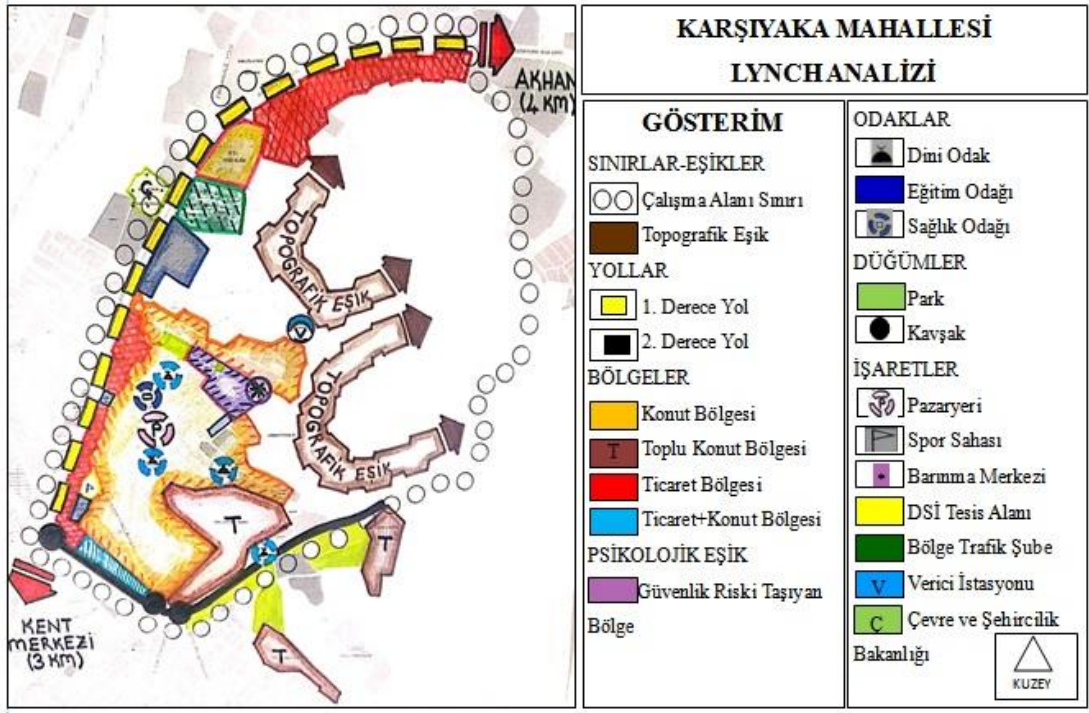 KARŞIYAKA MAHALLESİ
LYNCH ANALİZİ
AKHAN
(4 KM)
TOPOGRAFİK EŞİK
TOPOGRAFİK EŞİK
Ç
V
P
T
T
T
KENT
MERKEZİ
(3 KM)
GÖSTERİM
SINIRLAR-EŞİKLER
Çalışma Alanı Sınırı
Topografik Eşik
YOLLAR
1. Derece Yol
2. Derece Yol
BÖLGELER
Konut Bölgesi
T Toplu Konut Bölgesi
Ticaret Bölgesi
Ticaret+Konut Bölgesi
PSİKOLOJİK EŞİK
Güvenlik Riski Taşıyan
Bölge
ODAKLAR
Dini Odak
Eğitim Odağı
Sağlık Odağı
DÜĞÜMLER
Park
Kavşak
İŞARETLER
P Pazaryeri
Spor Sahası
Barınma Merkezi
DSİ Tesis Alanı
Bölge Trafik Şube
V Verici İstasyonu
Ç Çevre ve Şehircilik
Bakanlığı
KUZEY